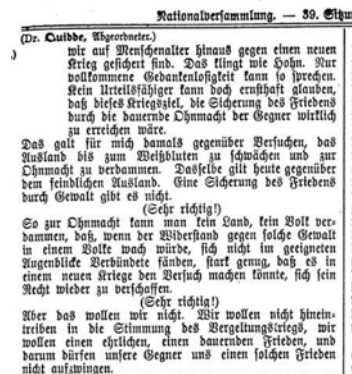 Nationalversammlung. — 39. Sitzu
(Dr. Quidde, Abgeordneter.)
wir auf Menschenalter hinaus gegen einen neuen
Krieg gesichert sind. Das klingt wie Hohn. Nur
vollkommene Gedankenlosigkeit kann so sprechen.
Kein Urteilsfähiger kann doch ernsthaft glauben,
daß dieses Kriegsziel, die Sicherung des Friedens
durch die dauernde Ohnmacht der Gegner wirklich
zu erreichen wäre.
Das galt für mich damals gegenüber Versuchen, das
Ausland bis zum Weißbluten zu schwächen und zur
Ohnmacht zu verdammen. Dasselbe gilt heute gegenüber
dem feindlichen Ausland. Eine Sicherung des Friedens
durch Gewalt gibt es nicht.
(Sehr richtig!)
So zur Ohnmacht kann man kein Land, kein Volk ver-
dammen, daß, wenn der Widerstand gegen solche Gewalt
in einem Volke wach würde, sich nicht im geeigneten
Augenblicke Verbündete fänden, stark genug, daß es in
einem neuen Kriege den Versuch machen könnte, sich sein
Recht wieder zu verschaffen.
(Sehr richtig!)
Aber das wollen wir nicht. Wir wollen nicht hinein-
treiben in die Stimmung des Vergeltungskriegs, wir
wollen einen ehrlichen, einen dauernden Frieden, und
darum dürfen unsere Gegner uns einen solchen Frieden
nicht aufzwingen.